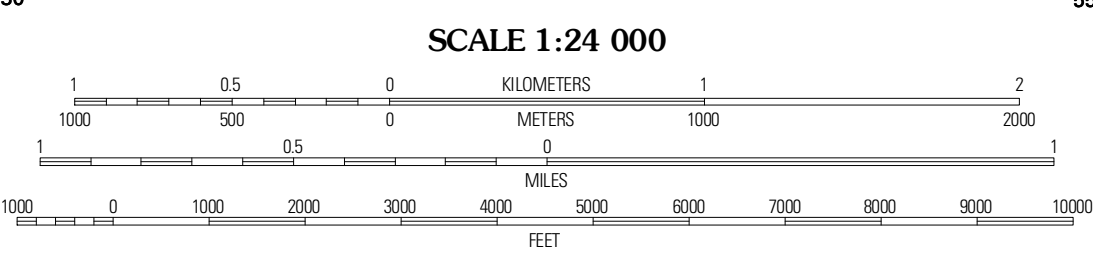 SCALE 1:24 000
1 0.5 0 KILOMETERS 1 2
1000 500 0 METERS 1000 2000
1 0.5 0 1
MILES
1000 0 1000 2000 3000 4000 5000 6000 7000 8000 9000 10000
FEET